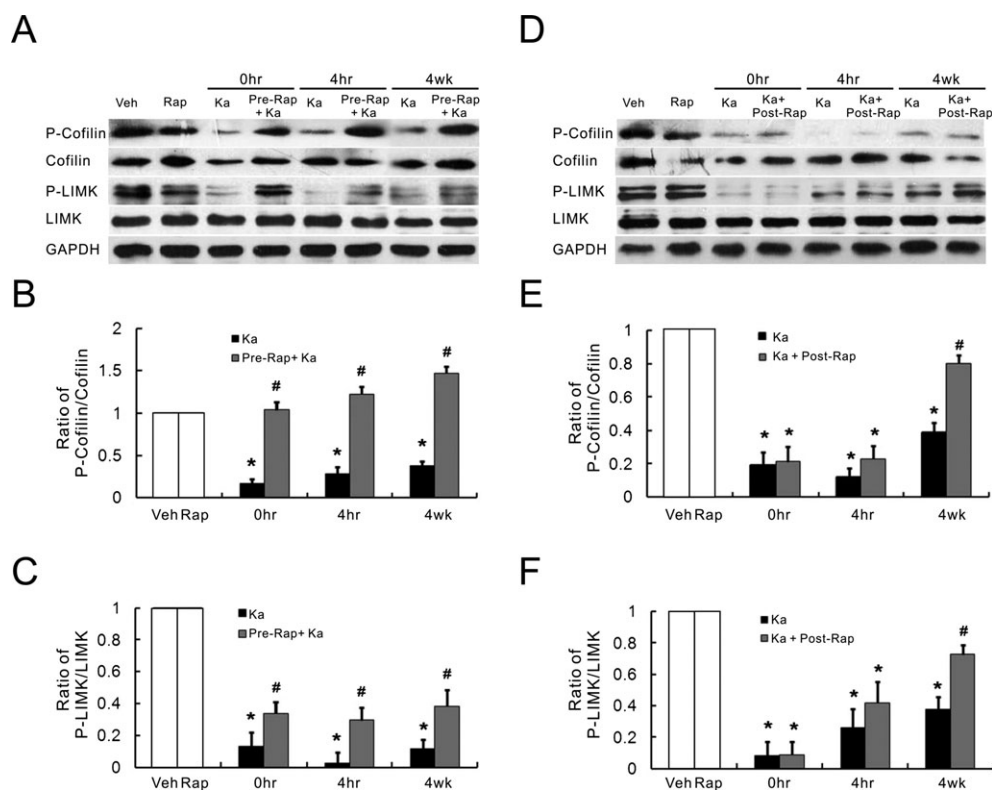 A
0hr 4hr 4wk
Veh Rap Ka Pre-Rap + Ka Ka Pre-Rap + Ka Ka Pre-Rap + Ka
P-Cofilin
Cofilin
P-LIMK
LIMK
GAPDH
B
Ratio of P-Cofilin/Cofilin
2
1.5
1
0.5
0
Ka
Pre-Rap+ Ka
* # * # * #
Veh Rap 0hr 4hr 4wk
C
Ratio of P-LIMK/LIMK
1
0.8
0.6
0.4
0.2
0
Ka
Pre-Rap+ Ka
* # * # * #
Veh Rap 0hr 4hr 4wk
D
0hr 4hr 4wk
Veh Rap Ka Ka+ Post-Rap Ka Ka+ Post-Rap Ka Ka+ Post-Rap
P-Cofilin
Cofilin
P-LIMK
LIMK
GAPDH
E
Ratio of P-Cofilin/Cofilin
1
0.8
0.6
0.4
0.2
0
Ka
Ka + Post-Rap
* * * * * #
Veh Rap 0hr 4hr 4wk
F
Ratio of P-LIMK/LIMK
1
0.8
0.6
0.4
0.2
0
Ka
Ka + Post-Rap
* * * * * #
Veh Rap 0hr 4hr 4wk